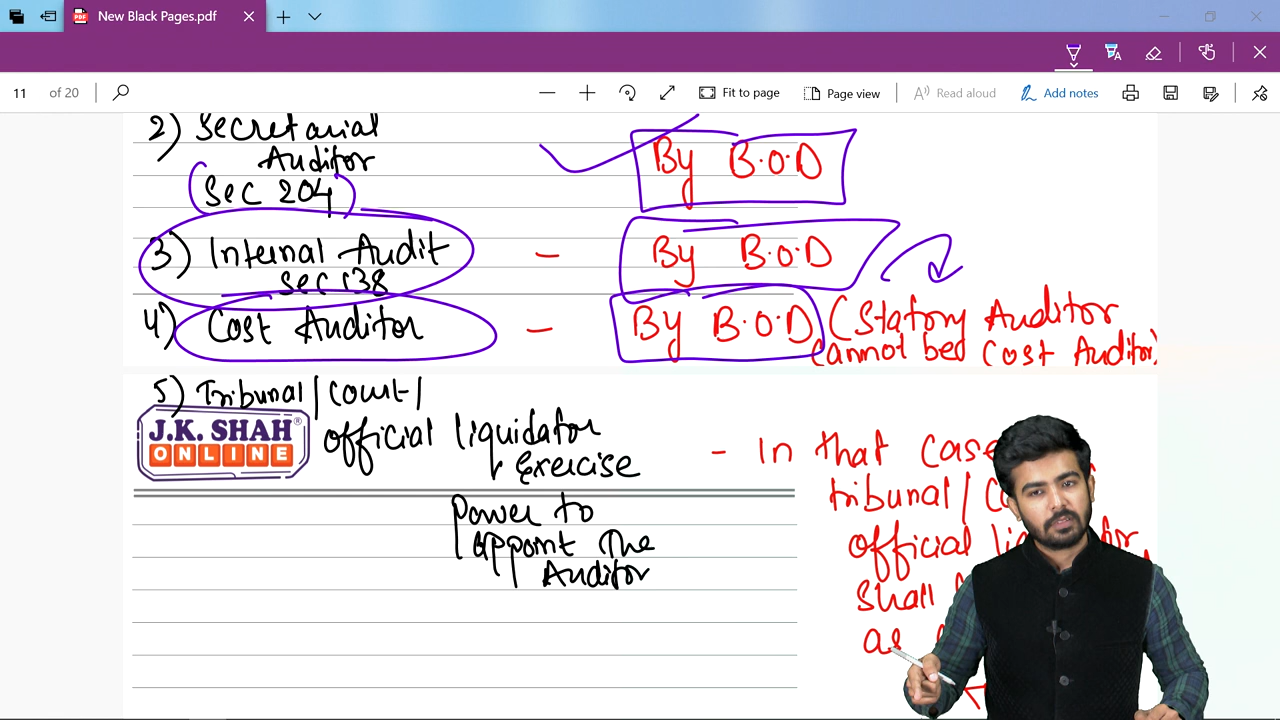 New Black Pages.pdf
11 of 20
Fit to page
Page view
Read aloud
Add notes
2) Secretarial
Auditor
(Sec 204)
By B.O.D
3) Internal Audit
Sec 138
- By B.O.D
4) Cost Auditor - By B.O.D (Statory Auditor
cannot bed Cost Auditor)
5) Tribunal/Court/
official liquidator
Exercise
Power to
appoint the
Auditor
J.K. SHAH®
ONLINE
- In that case
tribunal/
official
shall
as